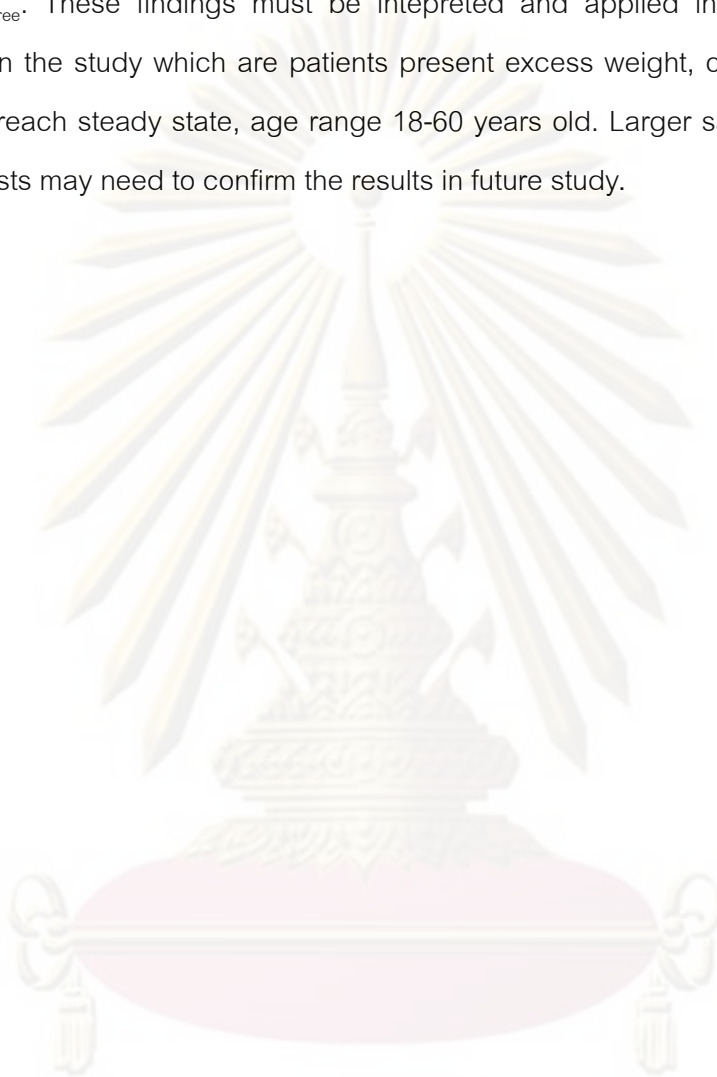 ree. These findings must be intepreted and applied in
n the study which are patients present excess weight,
reach steady state, age range 18-60 years old. Larger
sts may need to confirm the results in future study.